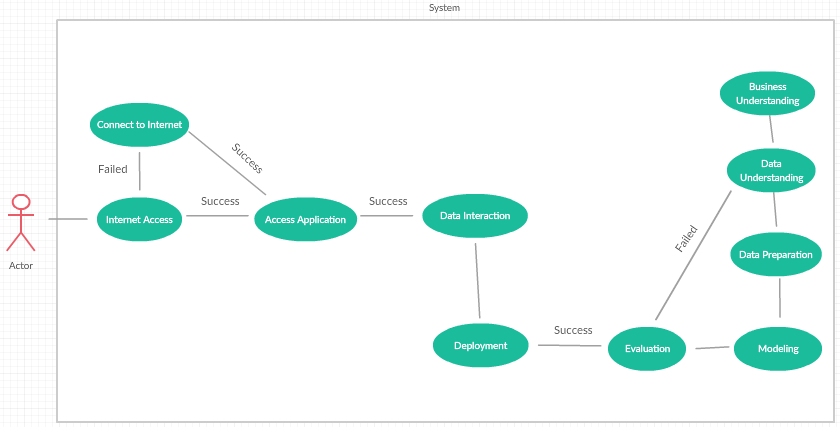 System
Business
Understanding
Connect to Internet
Success
Failed
Data
Understanding
Success
Success
Internet Access
Access Application
Data Interaction
Actor
Failed
Data Preparation
Success
Deployment
Evaluation
Modeling